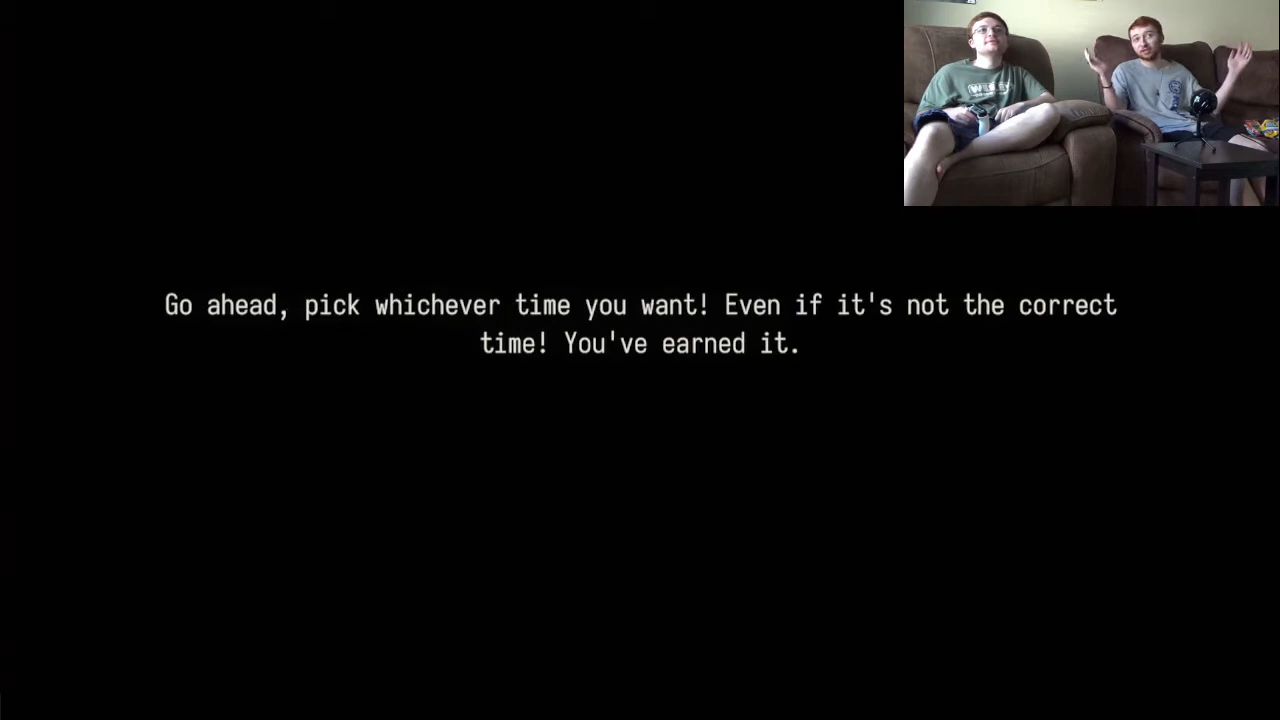 Go ahead, pick whichever time you want! Even if it's not the correct
time! You've earned it.